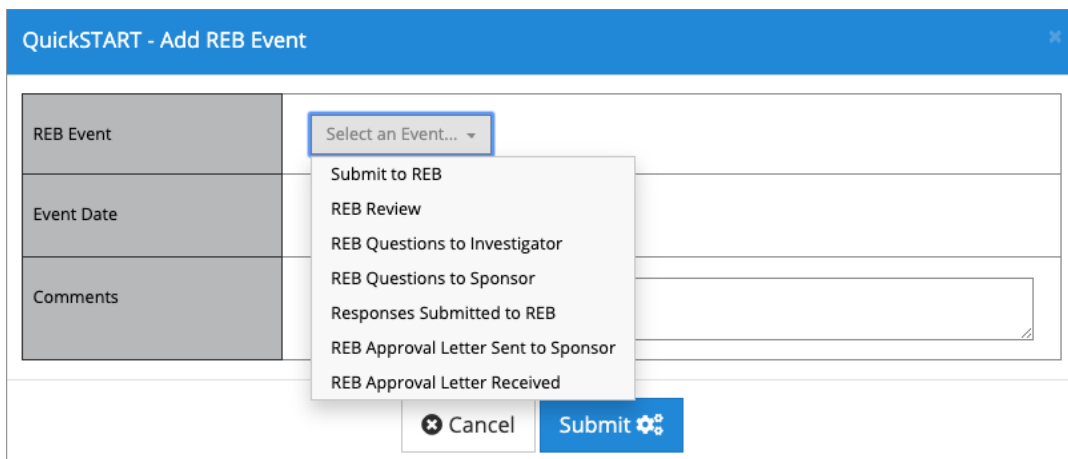 QuickSTART - Add REB Event
REB Event
Select an Event...
Submit to REB
REB Review
Event Date
REB Questions to Investigator
REB Questions to Sponsor
Comments
Responses Submitted to REB
REB Approval Letter Sent to Sponsor
REB Approval Letter Received
Cancel
Submit